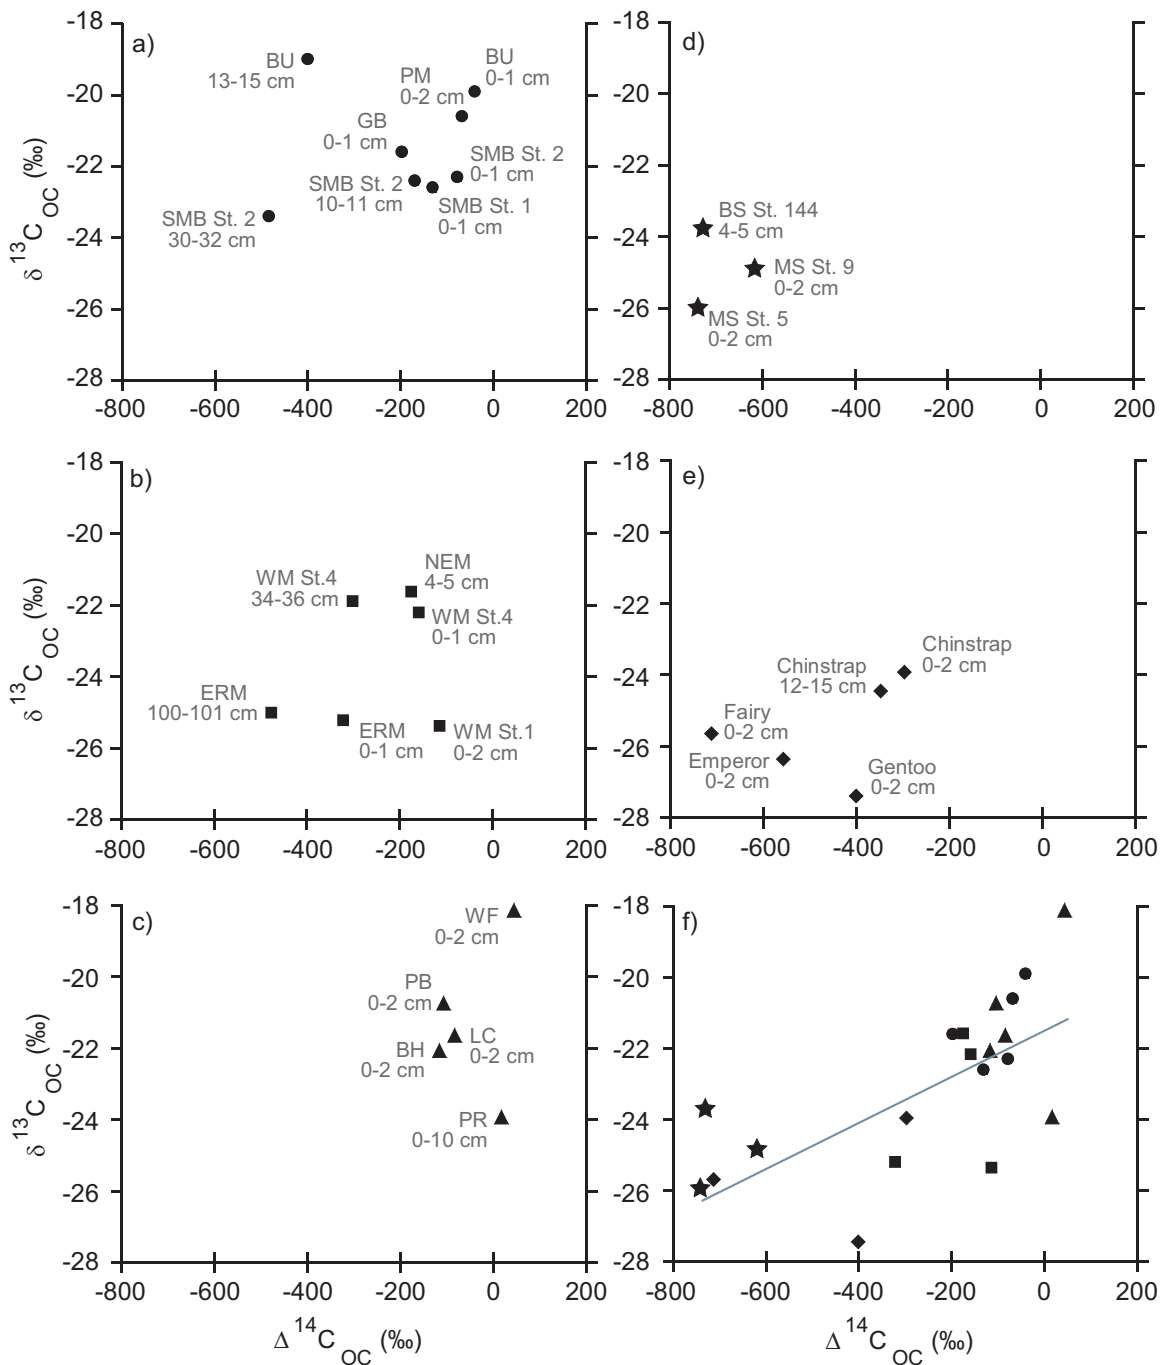 a)
-18
-20
-22
-24
-26
-28
-800
-600
-400
-200
0
200
δ 13C OC (‰)
BU
13-15 cm
BU
0-1 cm
PM
0-2 cm
GB
0-1 cm
SMB St. 2
0-1 cm
SMB St. 2
10-11 cm
SMB St. 1
0-1 cm
SMB St. 2
30-32 cm
d)
-18
-20
-22
-24
-26
-28
-800
-600
-400
-200
0
200
BS St. 144
4-5 cm
MS St. 9
0-2 cm
MS St. 5
0-2 cm
b)
-18
-20
-22
-24
-26
-28
-800
-600
-400
-200
0
200
δ 13C OC (‰)
NEM
4-5 cm
WM St.4
34-36 cm
WM St.4
0-1 cm
ERM
100-101 cm
ERM
0-1 cm
WM St.1
0-2 cm
e)
-18
-20
-22
-24
-26
-28
-800
-600
-400
-200
0
200
Chinstrap
0-2 cm
Chinstrap
12-15 cm
Fairy
0-2 cm
Emperor
0-2 cm
Gentoo
0-2 cm
c)
-18
-20
-22
-24
-26
-28
-800
-600
-400
-200
0
200
δ 13C OC (‰)
Δ 14C OC (‰)
WF
0-2 cm
PB
0-2 cm
LC
0-2 cm
BH
0-2 cm
PR
0-10 cm
f)
-18
-20
-22
-24
-26
-28
-800
-600
-400
-200
0
200
Δ 14C OC (‰)